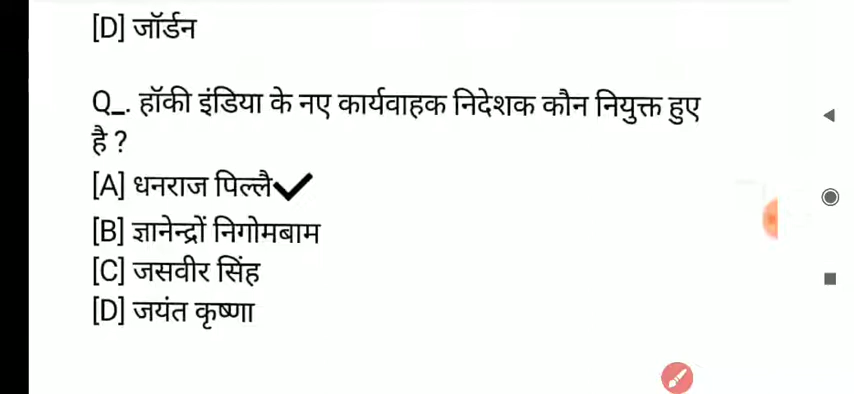 [D] जॉर्डन
Q_. हॉकी इंडिया के नए कार्यवाहक निदेशक कौन नियुक्त हुए
है ?
[A] धनराज पिल्लै
[B] ज्ञानेन्द्रों निगोमबाम
[C] जसवीर सिंह
[D] जयंत कृष्णा